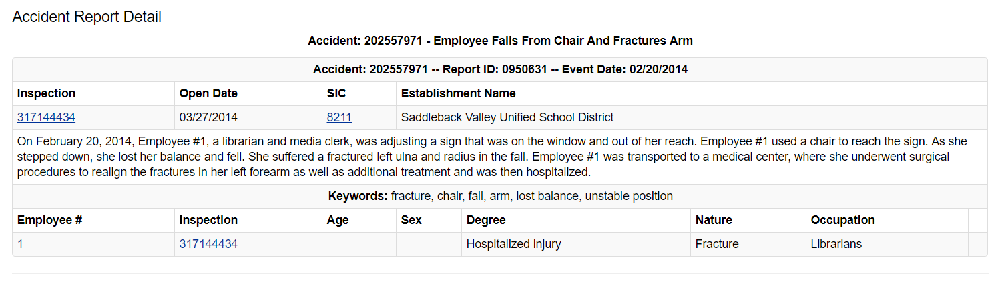 Accident Report Detail
Accident: 202557971 - Employee Falls From Chair And Fractures Arm
Accident: 202557971 -- Report ID: 0950631 -- Event Date: 02/20/2014
Inspection Open Date SIC Establishment Name
317144434 03/27/2014 8211 Saddleback Valley Unified School District
On February 20, 2014, Employee #1, a librarian and media clerk, was adjusting a sign that was on the window and out of her reach. Employee #1 used a chair to reach the sign. As she
stepped down, she lost her balance and fell. She suffered a fractured left ulna and radius in the fall. Employee #1 was transported to a medical center, where she underwent surgical
procedures to realign the fractures in her left forearm as well as additional treatment and was then hospitalized.
Keywords: fracture, chair, fall, arm, lost balance, unstable position
Employee # Inspection Age Sex Degree Nature Occupation
1 317144434 Hospitalized injury Fracture Librarians